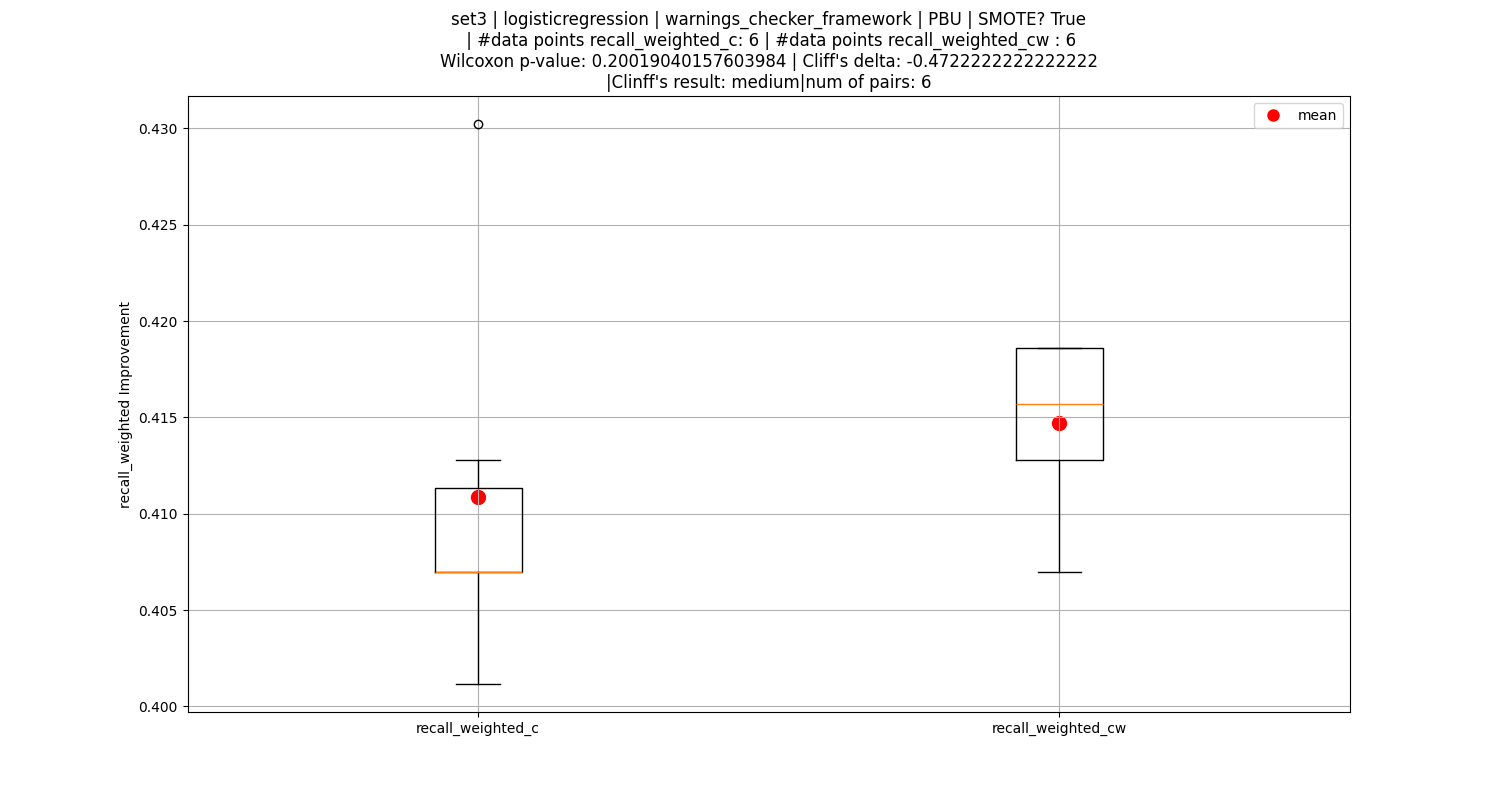 set3 | logisticregression | warnings_checker_framework | PBU | SMOTE? True
| #data points recall_weighted_c: 6 | #data points recall_weighted_cw : 6
Wilcoxon p-value: 0.20019040157603984 | Cliff's delta: -0.4722222222222222
|Clinff's result: medium|num of pairs: 6
mean
0.430
0.425
0.420
0.415
0.410
0.405
0.400
recall_weighted Improvement
recall_weighted_c
recall_weighted_cw